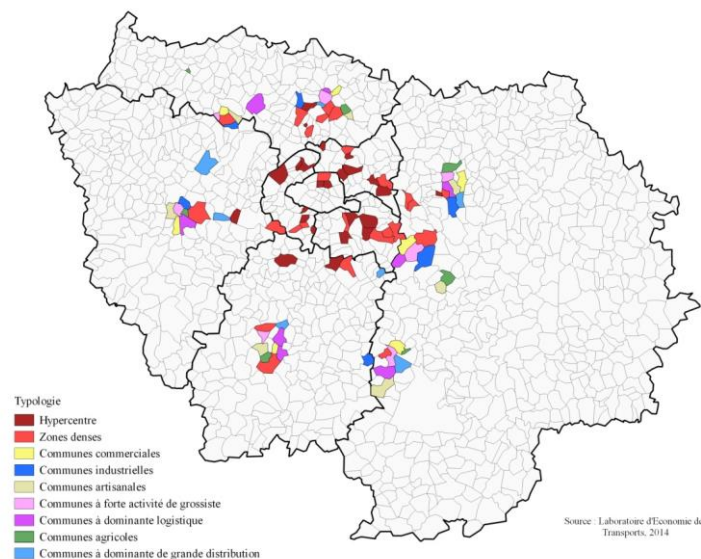 Typologie
Hypercentre
Zones denses
Communes commerciales
Communes industrielles
Communes artisanales
Communes à forte activité de grossiste
Communes à dominante logistique
Communes agricoles
Communes à dominante de grande distribution
Source : Laboratoire d'Economie de
Transports, 2014